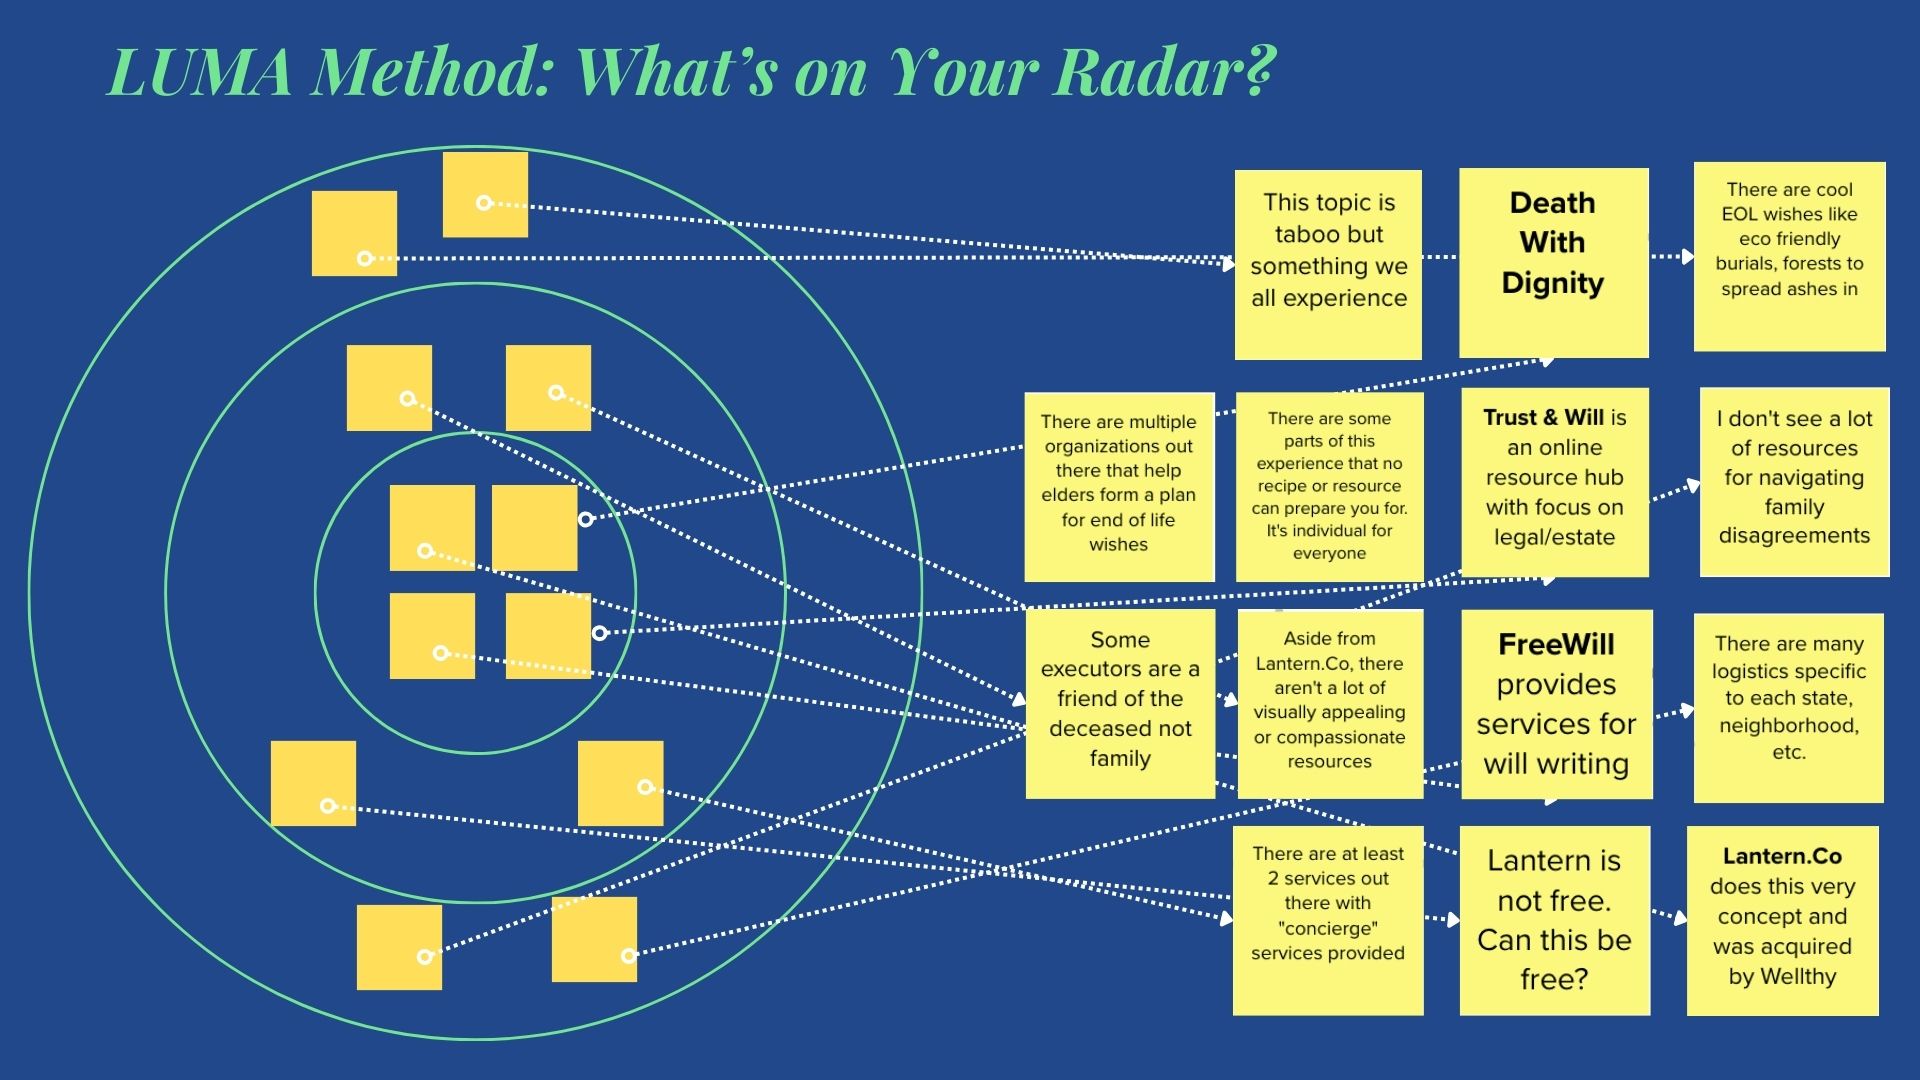 LUMA Method: What’s on Your Radar?
This topic is
taboo but
something we
all experience
Death
With
Dignity
There are cool
EOL wishes like
eco friendly
burials, forests to
spread ashes in
There are multiple
organizations out
there that help
elders form a plan
for end of life
wishes
There are some
parts of this
experience that no
recipe or resource
can prepare you for.
It's individual for
everyone
Trust & Will is
an online
resource hub
with focus on
legal/estate
I don't see a lot
of resources
for navigating
family
disagreements
Some
executors are a
friend of the
deceased not
family
Aside from
Lantern.Co, there
aren't a lot of
visually appealing
or compassionate
resources
FreeWill
provides
services for
will writing
There are many
logistics specific
to each state,
neighborhood,
etc.
There are at least
2 services out
there with
"concierge"
services provided
Lantern is
not free.
Can this be
free?
Lantern.Co
does this very
concept and
was acquired
by Wellthy